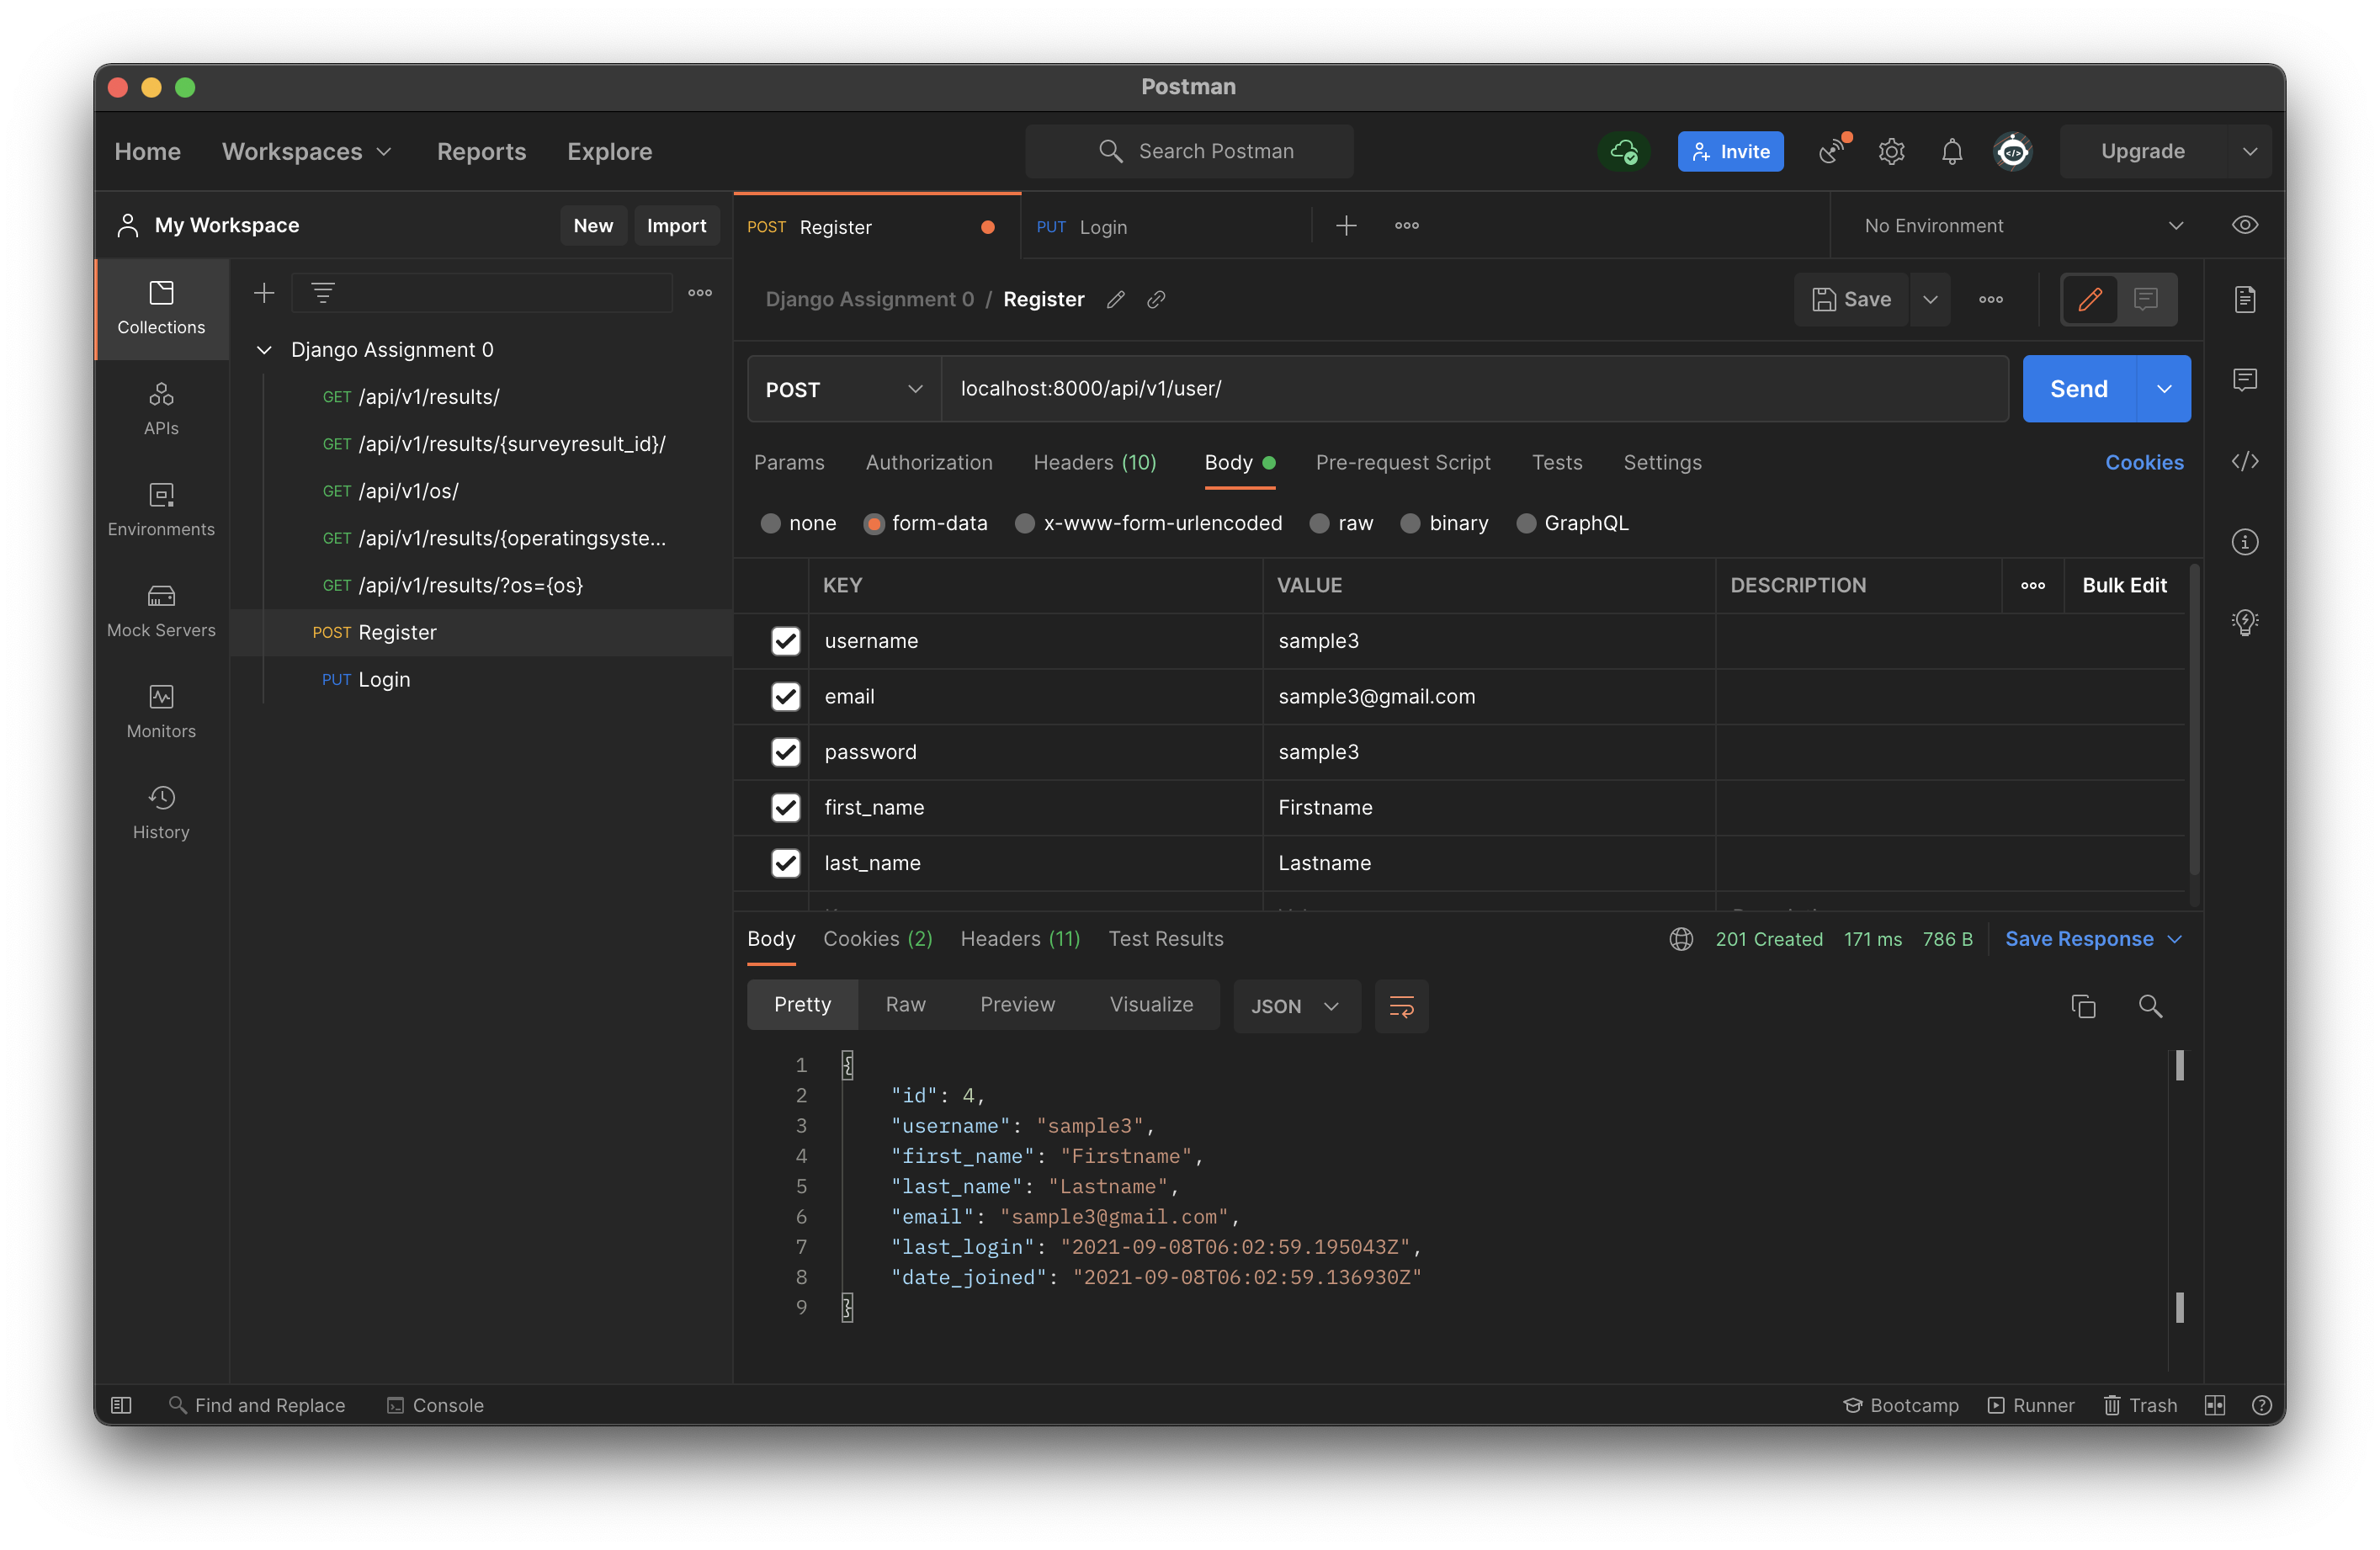 Postman
Home Workspaces Reports Explore Search Postman Invite Upgrade
My Workspace New Import
POST Register PUT Login No Environment
Collections
APIs
Environments
Mock Servers
Monitors
History
Django Assignment 0
GET /api/v1/results/
GET /api/v1/results/{surveyresult_id}/
GET /api/v1/os/
GET /api/v1/results/{operatingsyste...
GET /api/v1/results/?os={os}
POST Register
PUT Login
Django Assignment 0 / Register Save
POST localhost:8000/api/v1/user/ Send
Params Authorization Headers (10) Body Pre-request Script Tests Settings Cookies
none form-data x-www-form-urlencoded raw binary GraphQL
KEY VALUE DESCRIPTION Bulk Edit
username sample3
email sample3@gmail.com
password sample3
first_name Firstname
last_name Lastname
Body Cookies (2) Headers (11) Test Results 201 Created 171 ms 786 B Save Response
Pretty Raw Preview Visualize JSON
1 {
2 "id": 4,
3 "username": "sample3",
4 "first_name": "Firstname",
5 "last_name": "Lastname",
6 "email": "sample3@gmail.com",
7 "last_login": "2021-09-08T06:02:59.195043Z",
8 "date_joined": "2021-09-08T06:02:59.136930Z"
9 }
Find and Replace Console Bootcamp Runner Trash